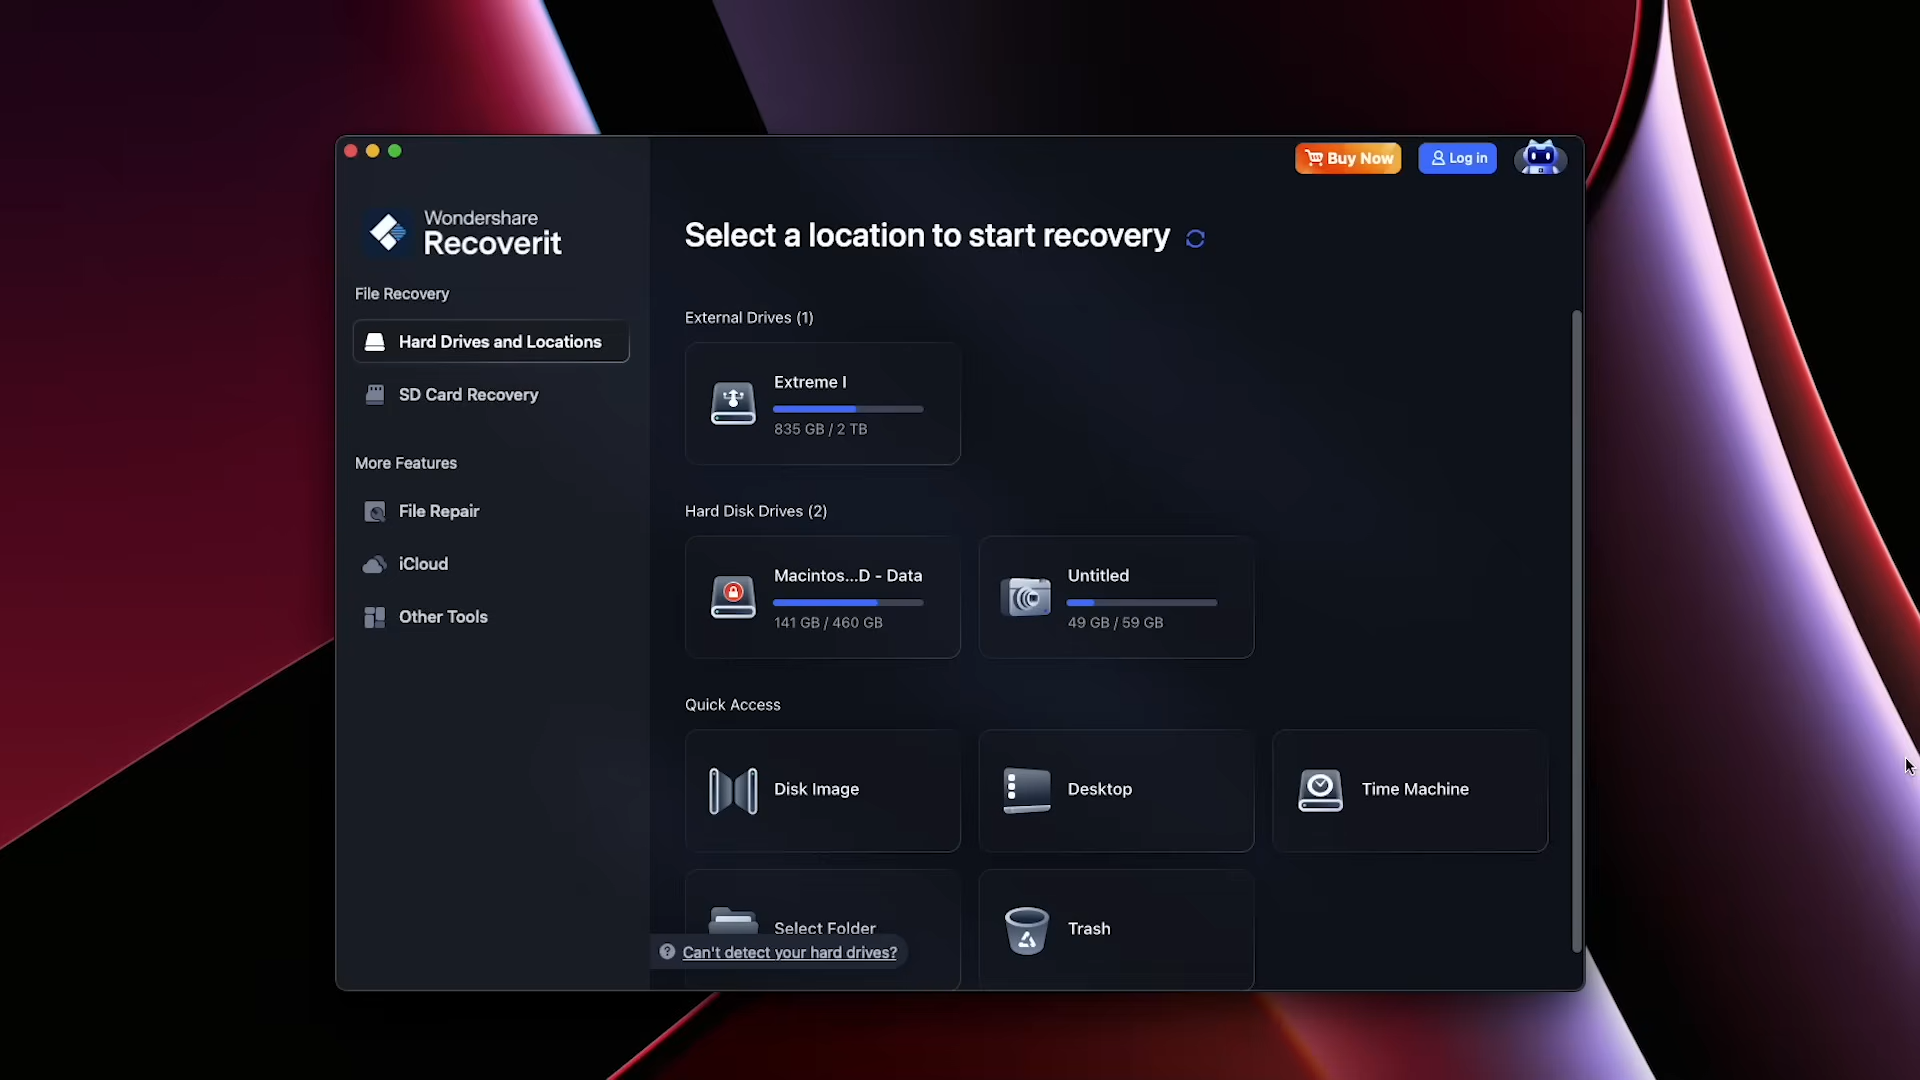 Buy Now
Log in
Wondershare
Recoverit
File Recovery
Hard Drives and Locations
SD Card Recovery
More Features
File Repair
iCloud
Other Tools
Select a location to start recovery
External Drives (1)
Extreme I
835 GB / 2 TB
Hard Disk Drives (2)
Macintos...D - Data
141 GB / 460 GB
Untitled
49 GB / 59 GB
Quick Access
Disk Image
Desktop
Time Machine
Select Folder
Trash
Can't detect your hard drives?